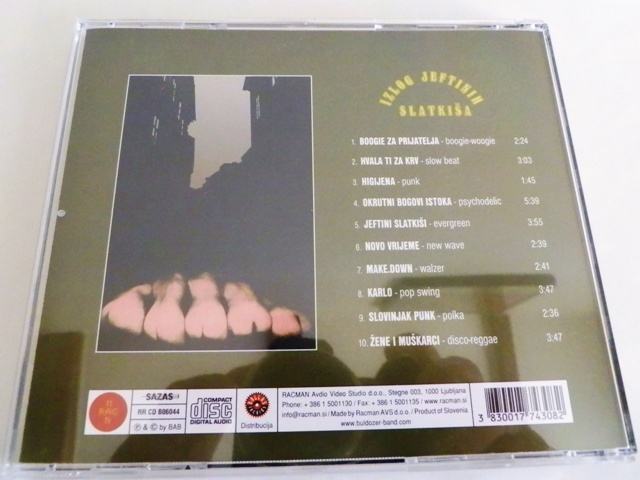 IZLOG JEFTINIH
SLATKIŠA
1. BOOGIE ZA PRIJATELJA - boogie-woogie 2:24
2. HVALA TI ZA KRV - slow beat 3:03
3. HIGIJENA - punk 1:45
4. OKRUTNI BOGOVI ISTOKA - psychodelic 5:39
5. JEFTINI SLATKIŠI - evergreen 3:55
6. NOVO VRIJEME - new wave 2:39
7. MAKE.DOWN - walzer 2:41
8. KARLO - pop swing 3:47
9. SLOVINJAK PUNK - polka 2:36
10. ŽENE I MUŠKARCI - disco-reggae 3:47
SAZAS
RR CD 806044
℗ & © by BAB
COMPACT
disc
DIGITAL AUDIO
Distribucija
RACMAN Avdio Video Studio d.o.o., Stegne 003, 1000 Ljubljana
Phone: + 386 1 5001130 / Fax: + 386 1 5001135 / www.racman.si
info@racman.si / Made by Racman AVS d.o.o. / Product of Slovenia
www.buldozer-band.com
3 830017 743082